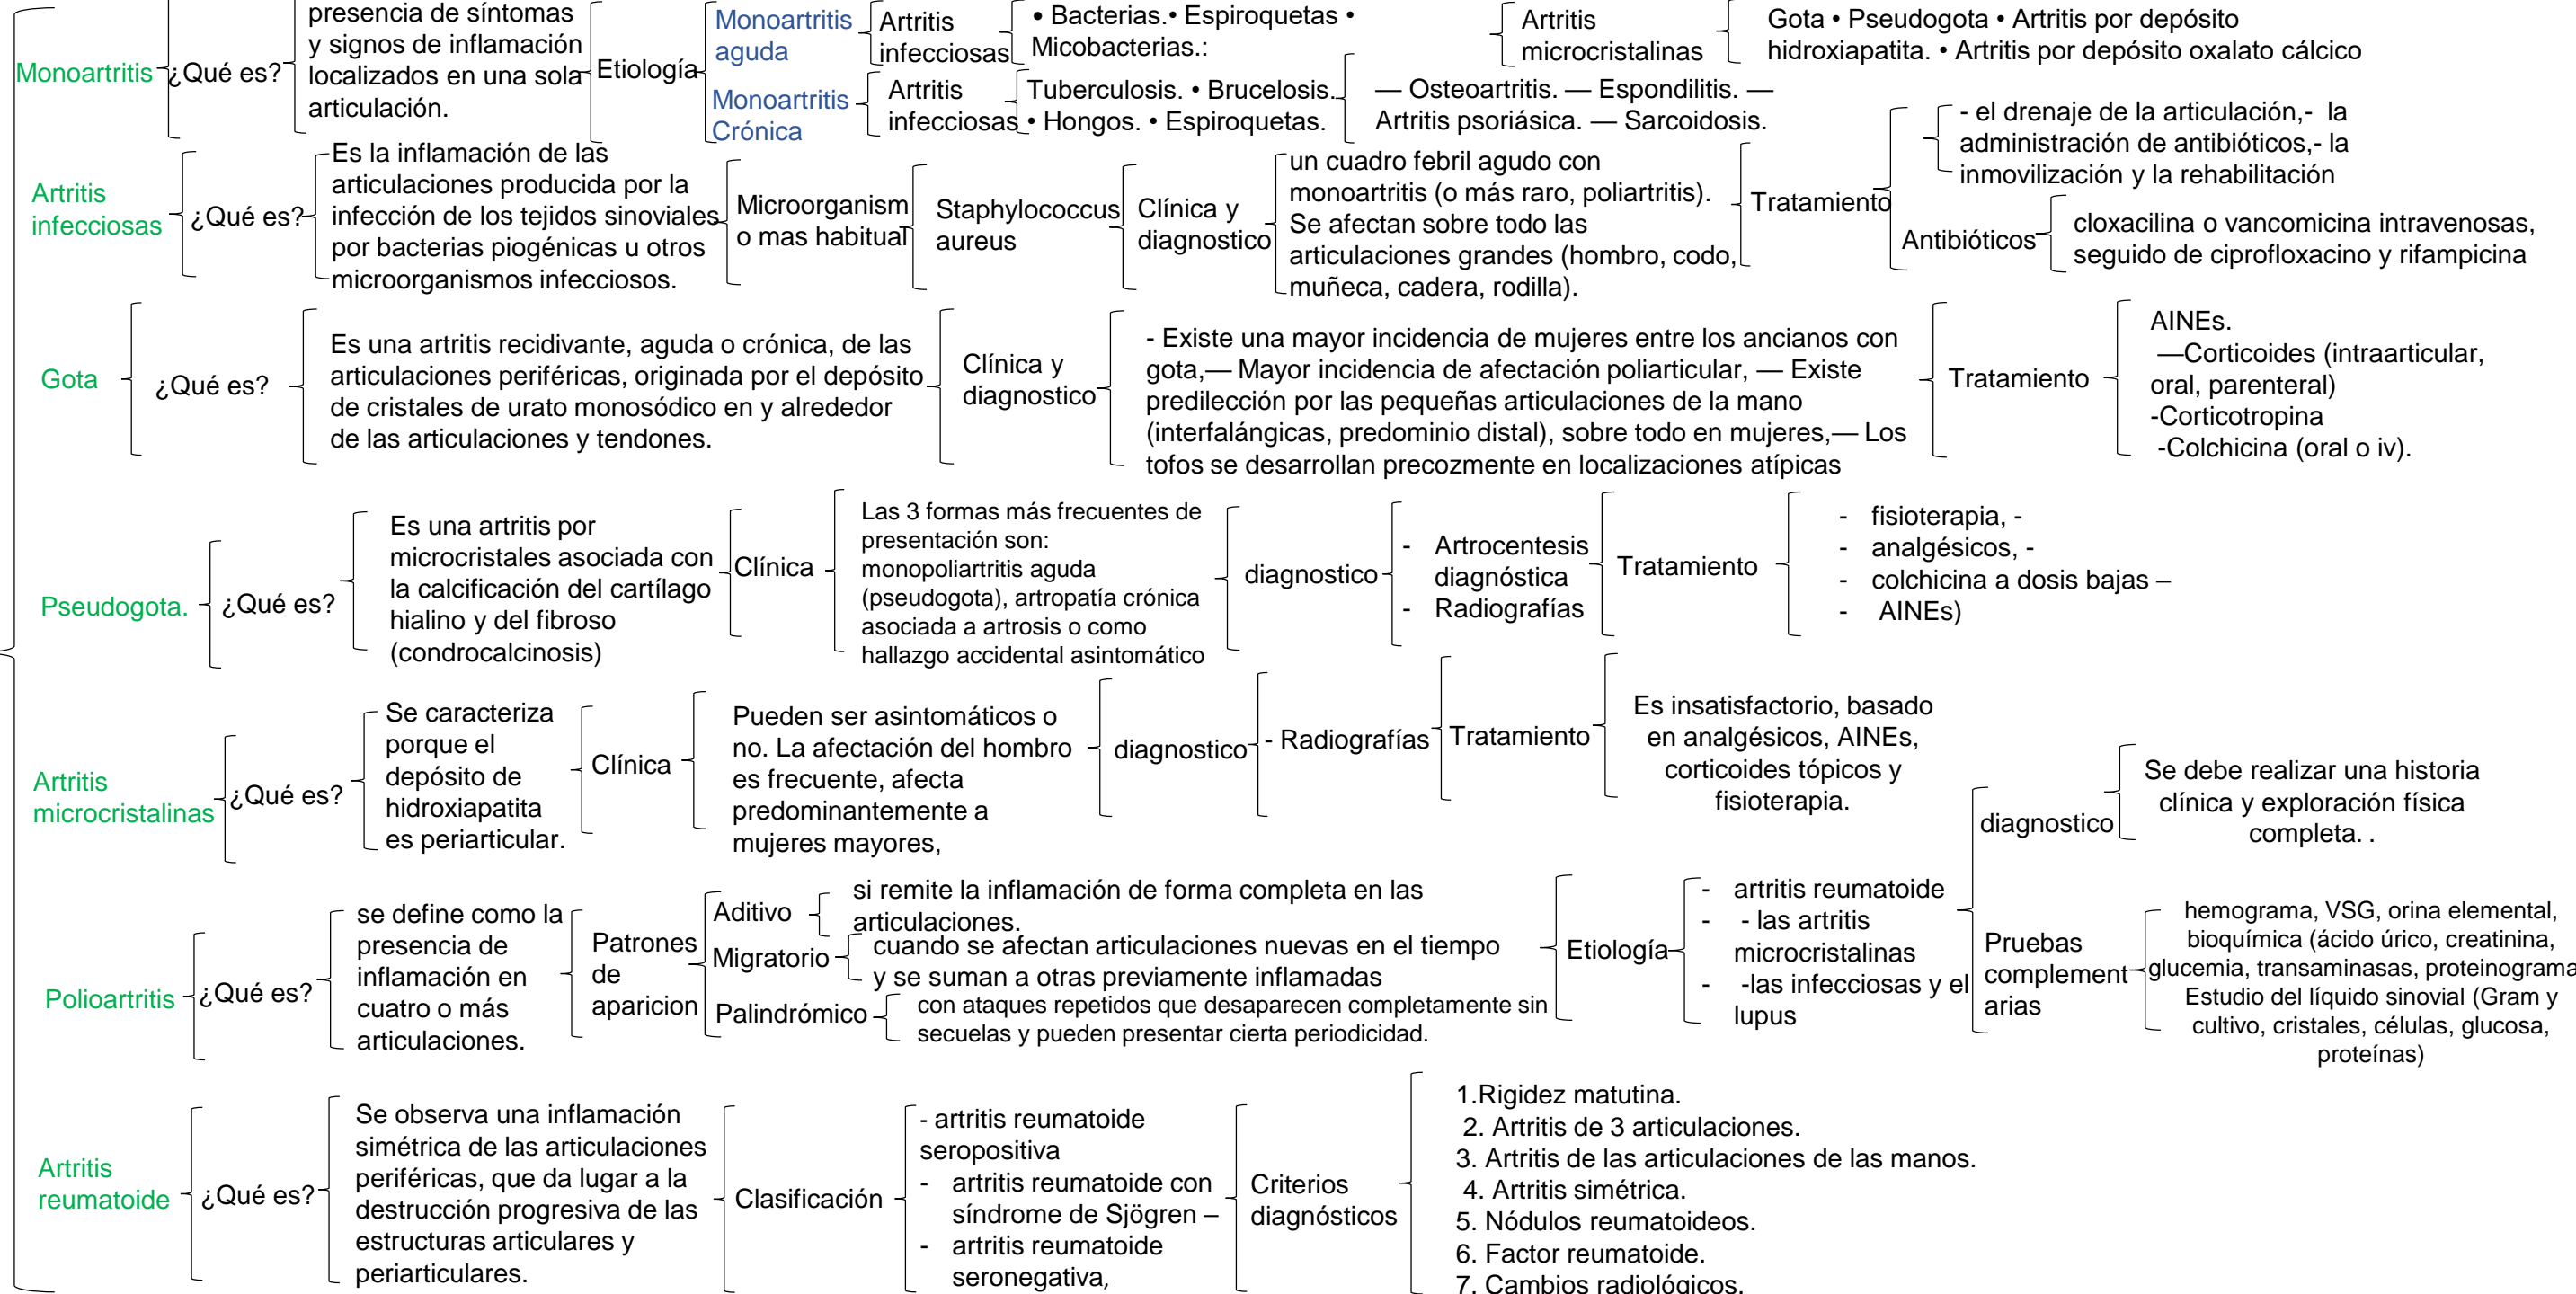 Monoartritis
¿Qué es?
presencia de síntomas
y signos de inflamación
localizados en una sola
articulación.
Etiología
Monoartritis
aguda
Artritis
infecciosas
• Bacterias.• Espiroquetas •
Micobacterias.:
Artritis
microcristalinas
Gota • Pseudogota • Artritis por depósito
hidroxiapatita. • Artritis por depósito oxalato cálcico
Monoartritis
Crónica
Artritis
infecciosas
Tuberculosis. • Brucelosis.
• Hongos. • Espiroquetas.
— Osteoartritis. — Espondilitis. —
Artritis psoriásica. — Sarcoidosis.
Artritis
infecciosas
¿Qué es?
Es la inflamación de las
articulaciones producida por la
infección de los tejidos sinoviales
por bacterias piogénicas u otros
microorganismos infecciosos.
Microorganism
o mas habitual
Staphylococcus
aureus
Clínica y
diagnostico
un cuadro febril agudo con
monoartritis (o más raro, poliartritis).
Se afectan sobre todo las
articulaciones grandes (hombro, codo,
muñeca, cadera, rodilla).
Tratamiento
- el drenaje de la articulación,- la
administración de antibióticos,- la
inmovilización y la rehabilitación
Antibióticos
cloxacilina o vancomicina intravenosas,
seguido de ciprofloxacino y rifampicina
Gota
¿Qué es?
Es una artritis recidivante, aguda o crónica, de las
articulaciones periféricas, originada por el depósito
de cristales de urato monosódico en y alrededor
de las articulaciones y tendones.
Clínica y
diagnostico
- Existe una mayor incidencia de mujeres entre los ancianos con
gota,— Mayor incidencia de afectación poliarticular, — Existe
predilección por las pequeñas articulaciones de la mano
(interfalángicas, predominio distal), sobre todo en mujeres,— Los
tofos se desarrollan precozmente en localizaciones atípicas
Tratamiento
AINEs.
—Corticoides (intraarticular,
oral, parenteral)
-Corticotropina
-Colchicina (oral o iv).
Pseudogota.
¿Qué es?
Es una artritis por
microcristales asociada con
la calcificación del cartílago
hialino y del fibroso
(condrocalcinosis)
Clínica
Las 3 formas más frecuentes de
presentación son:
monopoliartritis aguda
(pseudogota), artropatía crónica
asociada a artrosis o como
hallazgo accidental asintomático
diagnostico
- Artrocentesis
diagnóstica
- Radiografías
Tratamiento
- fisioterapia, -
- analgésicos, -
- colchicina a dosis bajas –
- AINEs)
Artritis
microcristalinas
¿Qué es?
Se caracteriza
porque el
depósito de
hidroxiapatita
es periarticular.
Clínica
Pueden ser asintomáticos o
no. La afectación del hombro
es frecuente, afecta
predominantemente a
mujeres mayores,
diagnostico
- Radiografías
Tratamiento
Es insatisfactorio, basado
en analgésicos, AINEs,
corticoides tópicos y
fisioterapia.
Polioartritis
¿Qué es?
se define como la
presencia de
inflamación en
cuatro o más
articulaciones.
Patrones
de
aparicion
Aditivo
si remite la inflamación de forma completa en las
articulaciones.
Migratorio
cuando se afectan articulaciones nuevas en el tiempo
y se suman a otras previamente inflamadas
Palindrómico
con ataques repetidos que desaparecen completamente sin
secuelas y pueden presentar cierta periodicidad.
Etiología
- artritis reumatoide
- - las artritis
microcristalinas
- -las infecciosas y el
lupus
diagnostico
Se debe realizar una historia
clínica y exploración física
completa. .
Pruebas
complement
arias
hemograma, VSG, orina elemental,
bioquímica (ácido úrico, creatinina,
glucemia, transaminasas, proteinograma
Estudio del líquido sinovial (Gram y
cultivo, cristales, células, glucosa,
proteínas)
Artritis
reumatoide
¿Qué es?
Se observa una inflamación
simétrica de las articulaciones
periféricas, que da lugar a la
destrucción progresiva de las
estructuras articulares y
periarticulares.
Clasificación
- artritis reumatoide
seropositiva
- artritis reumatoide con
síndrome de Sjögren –
- artritis reumatoide
seronegativa,
Criterios
diagnósticos
1.Rigidez matutina.
2. Artritis de 3 articulaciones.
3. Artritis de las articulaciones de las manos.
4. Artritis simétrica.
5. Nódulos reumatoideos.
6. Factor reumatoide.
7. Cambios radiológicos.